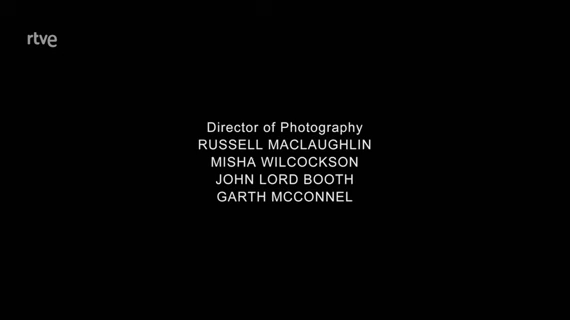 rtve
Director of Photography
RUSSELL MACLAUGHLIN
MISHA WILCOCKSON
JOHN LORD BOOTH
GARTH MCCONNEL